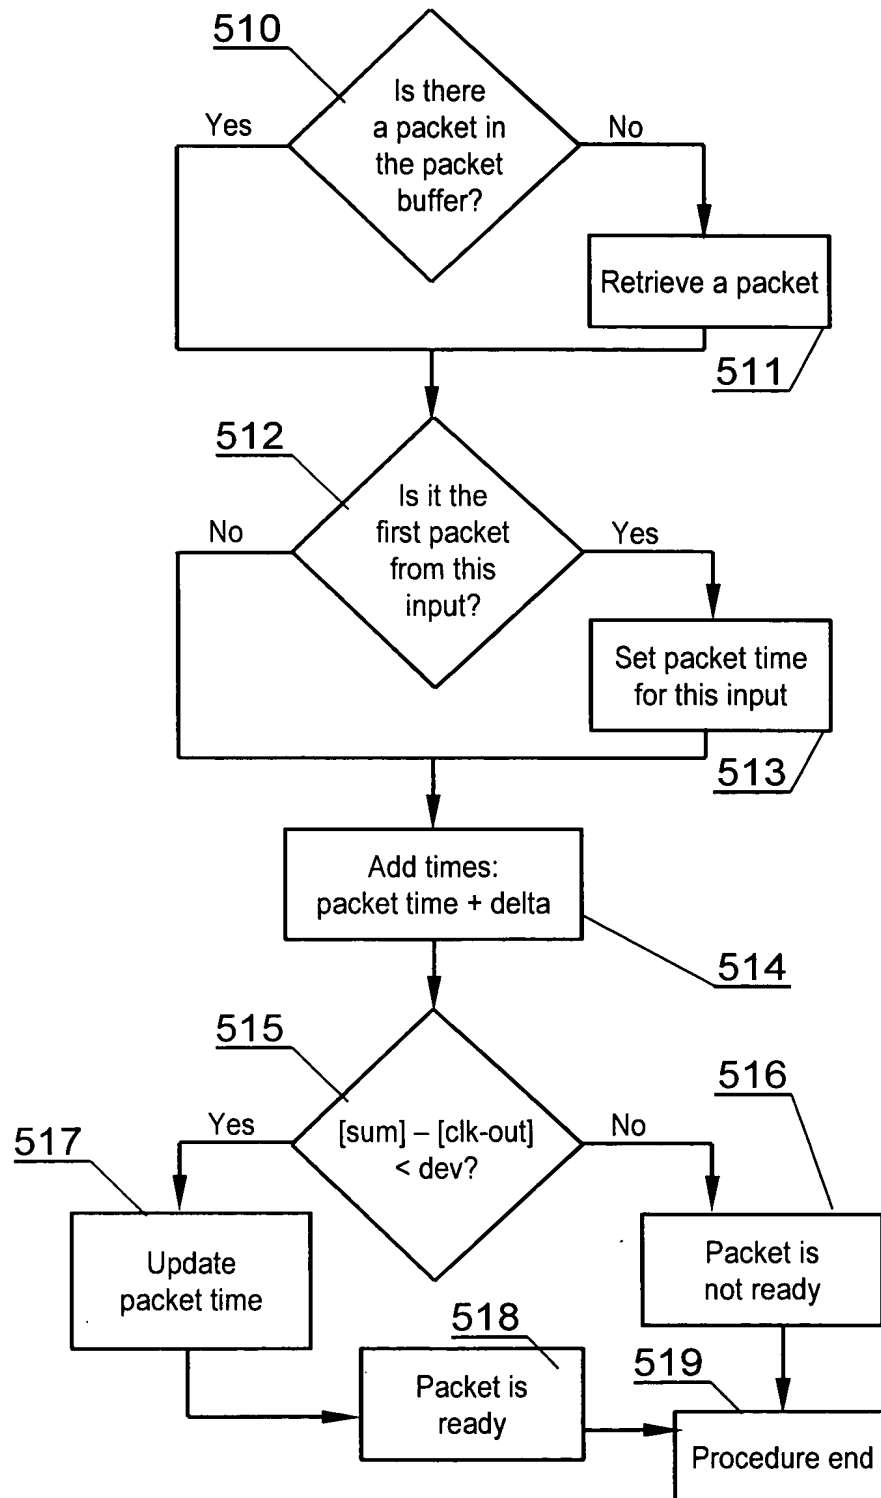 510
Is there
a packet in
the packet
buffer?
Yes
No
Retrieve a packet
511
512
Is it the
first packet
from this
input?
No
Yes
Set packet time
for this input
513
Add times:
packet time + delta
514
515
[sum] – [clk-out]
< dev?
Yes
No
516
517
Update
packet time
Packet is
not ready
518
Packet is
ready
519
Procedure end